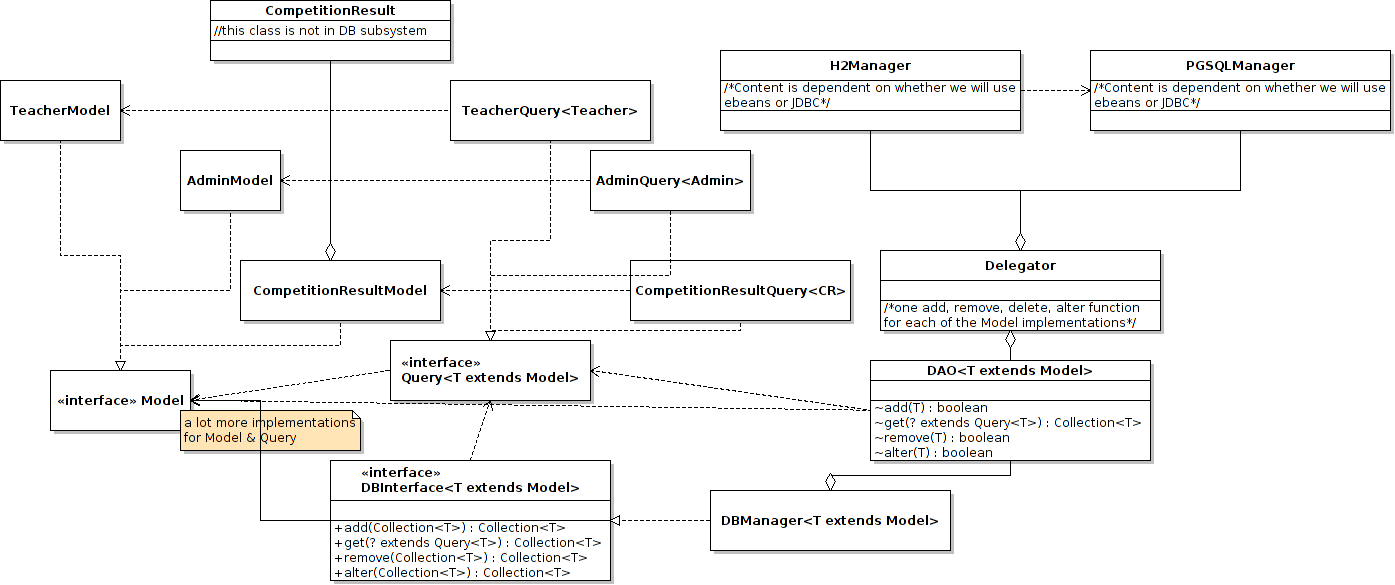 CompetitionResult
//this class is not in DB subsystem
H2Manager
/*Content is dependent on whether we will use
ebeans or JDBC*/
PGSQLManager
/*Content is dependent on whether we will use
ebeans or JDBC*/
TeacherModel
TeacherQuery<Teacher>
AdminModel
AdminQuery<Admin>
CompetitionResultModel
CompetitionResultQuery<CR>
Delegator
/*one add, remove, delete, alter function
for each of the Model implementations*/
«interface»
Query<T extends Model>
«interface» Model
a lot more implementations
for Model & Query
DAO<T extends Model>
~add(T) : boolean
~get(? extends Query<T>) : Collection<T>
~remove(T) : boolean
~alter(T) : boolean
«interface»
DBInterface<T extends Model>
+add(Collection<T>) : Collection<T>
+get(? extends Query<T>) : Collection<T>
+remove(Collection<T>) : Collection<T>
+alter(Collection<T>) : Collection<T>
DBManager<T extends Model>